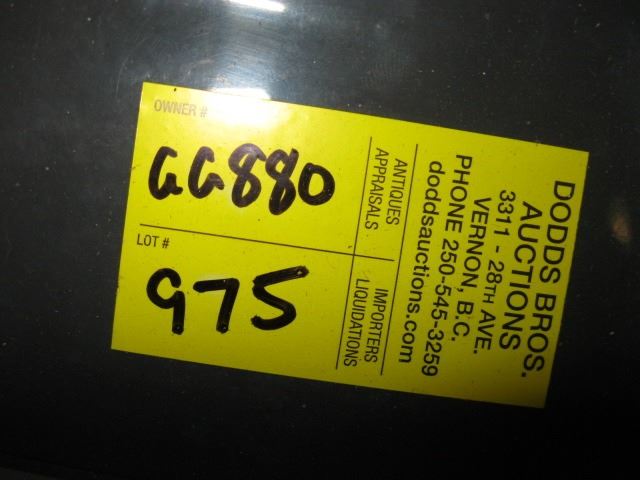 OWNER #
GG880
LOT #
975
ANTIQUES
APPRAISALS
IMPORTERS
LIQUIDATIONS
DODDS BROS.
AUCTIONS
3311 - 28TH AVE.
VERNON, B.C.
PHONE 250-545-3259
doddsauctions.com